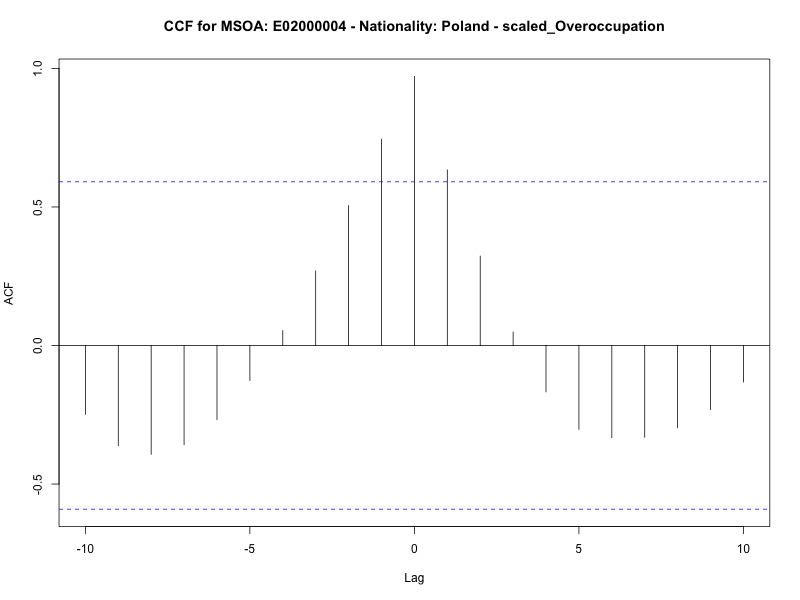 CCF for MSOA: E02000004 - Nationality: Poland - scaled_Overoccupation
1.0
0.5
0.0
-0.5
ACF
-10 -5 0 5 10
Lag